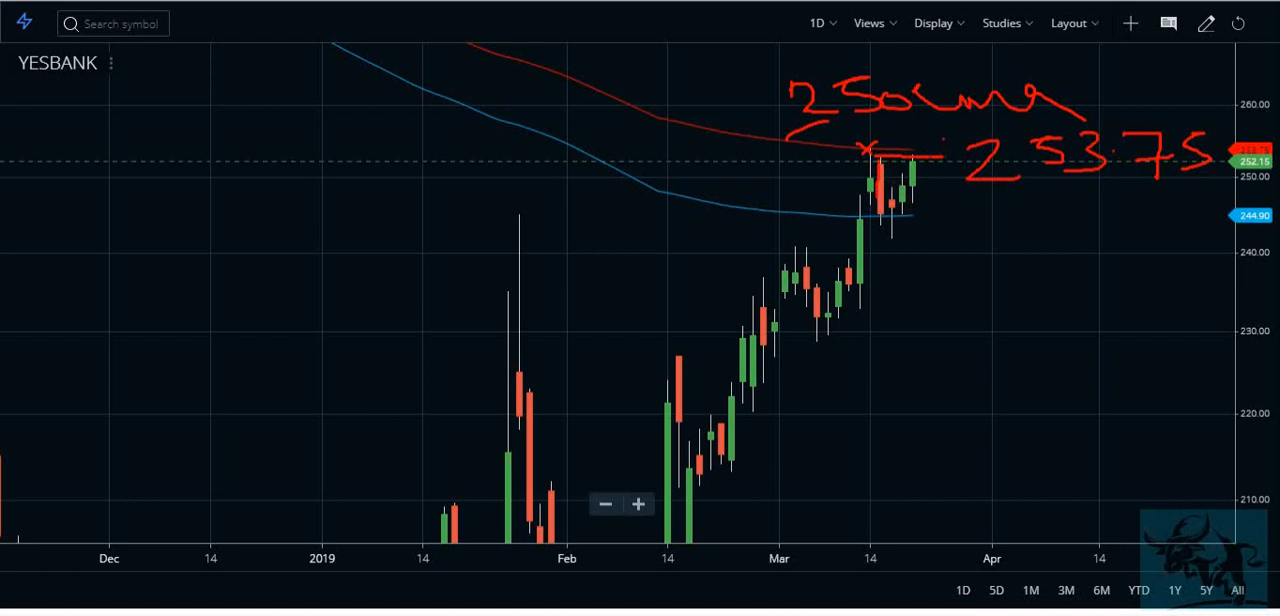 Search symbol
1D Views Display Studies Layout
YESBANK
250
253.75
260.00
252.15
250.00
244.90
240.00
230.00
220.00
210.00
Dec 14 2019 14 Feb 14 Mar 14 Apr 14
1D 5D 1M 3M 6M YTD 1Y 5Y All